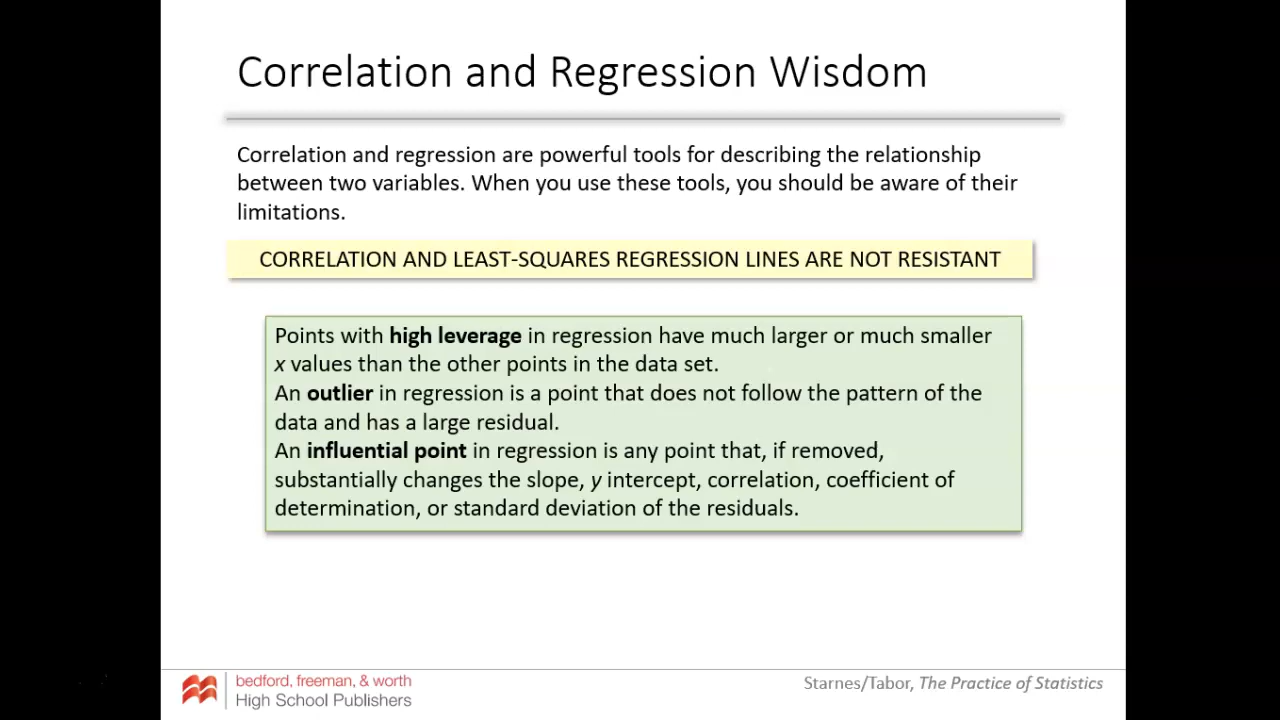 Correlation and Regression Wisdom
Correlation and regression are powerful tools for describing the relationship
between two variables. When you use these tools, you should be aware of their
limitations.
CORRELATION AND LEAST-SQUARES REGRESSION LINES ARE NOT RESISTANT
Points with high leverage in regression have much larger or much smaller
x values than the other points in the data set.
An outlier in regression is a point that does not follow the pattern of the
data and has a large residual.
An influential point in regression is any point that, if removed,
substantially changes the slope, y intercept, correlation, coefficient of
determination, or standard deviation of the residuals.
bedford, freeman, & worth
High School Publishers
Starnes/Tabor, The Practice of Statistics